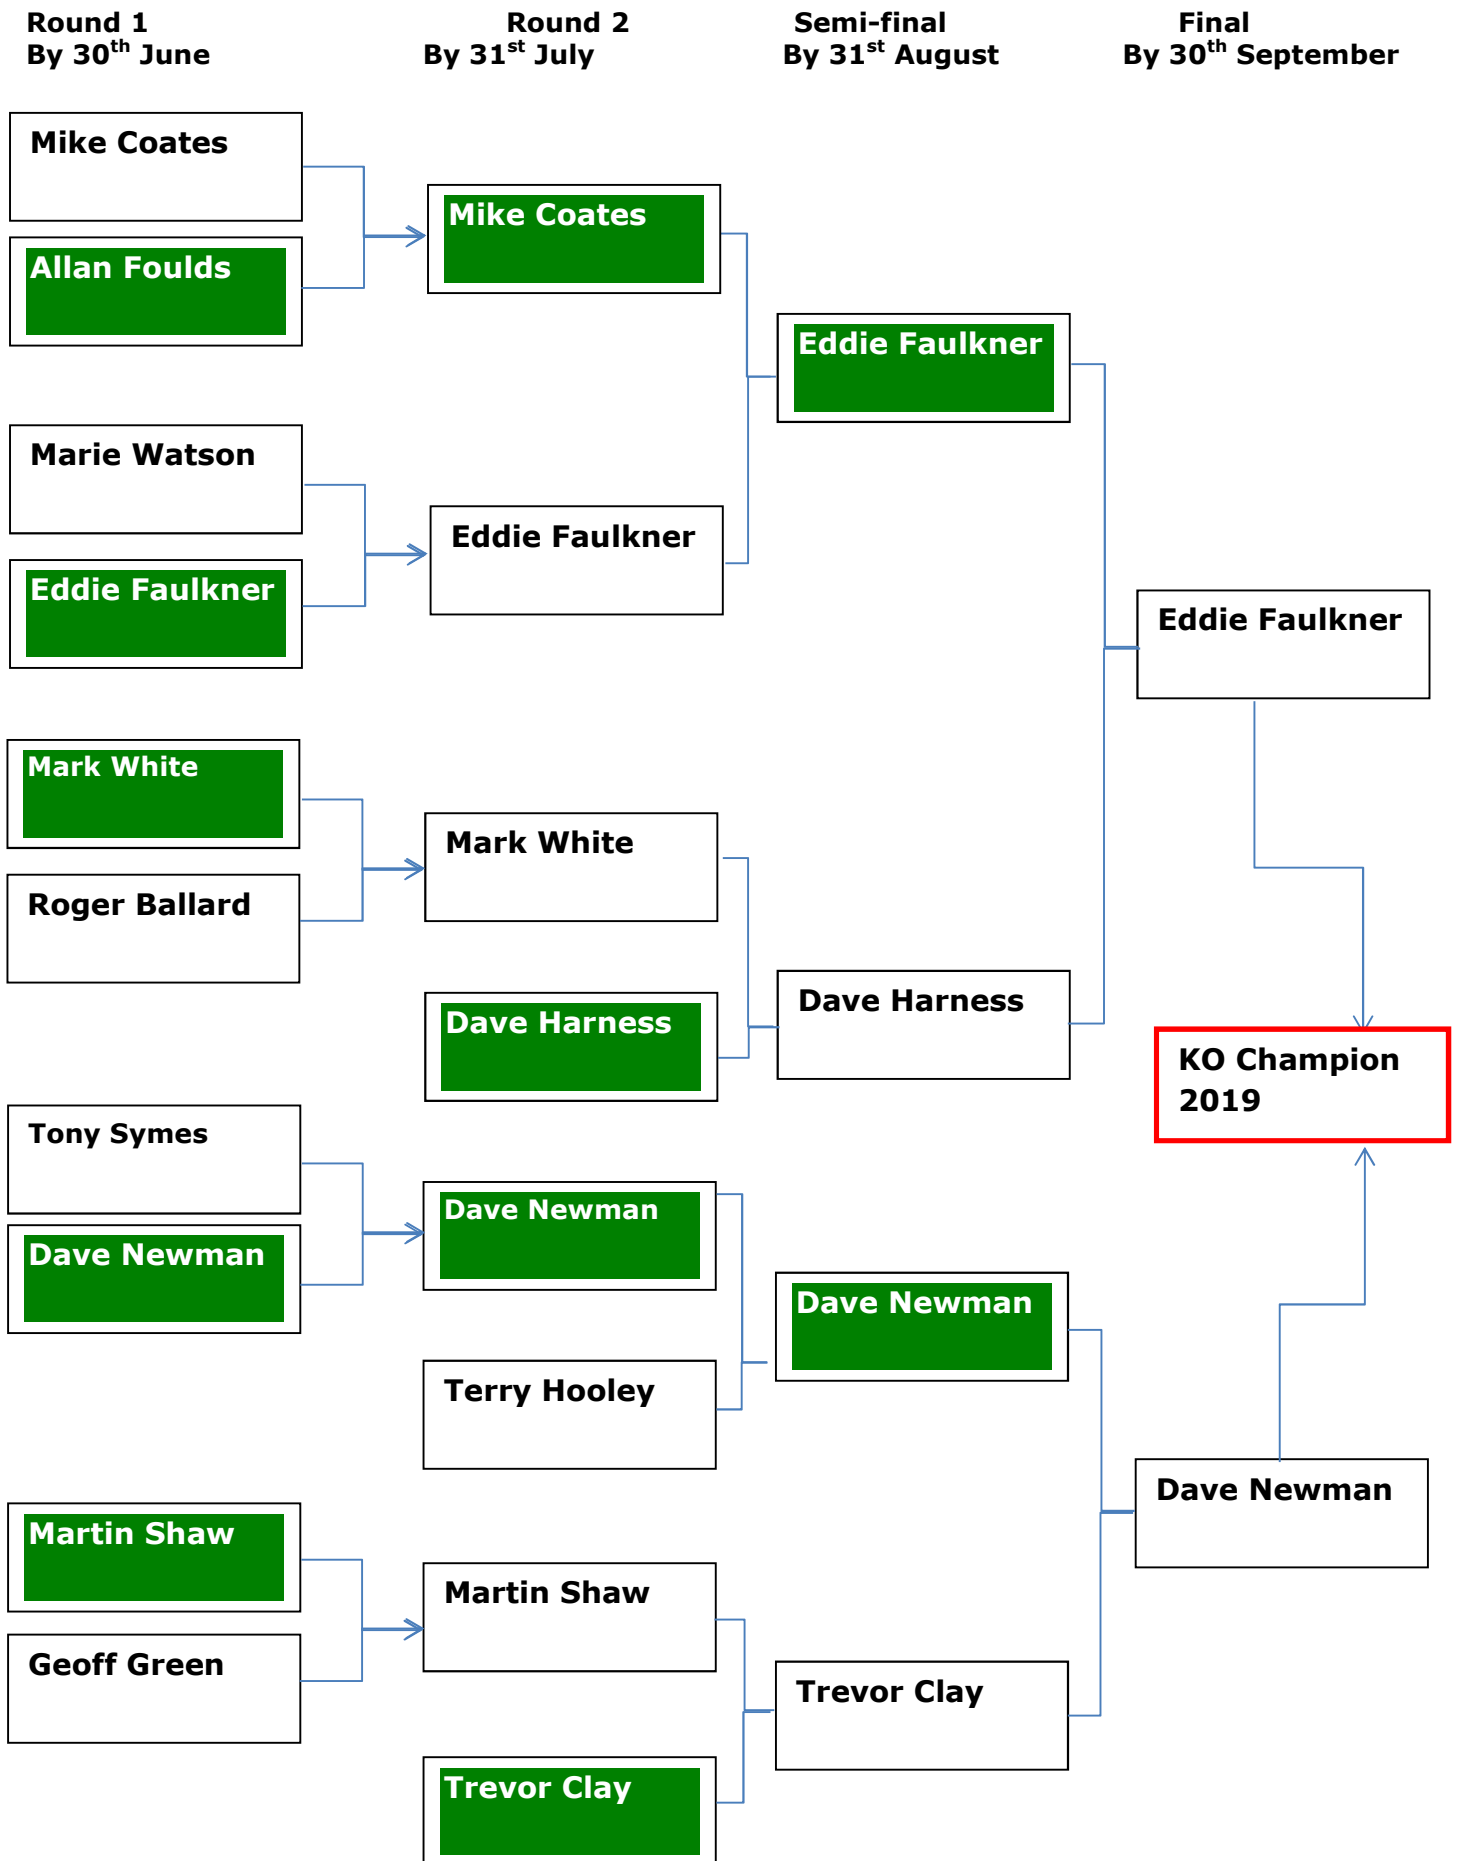 Round 1
By 30th June
Round 2
By 31st July
Semi-final
By 31st August
Final
By 30th September
Mike Coates
Allan Foulds
Marie Watson
Eddie Faulkner
Mark White
Roger Ballard
Tony Symes
Dave Newman
Martin Shaw
Geoff Green
Mike Coates
Eddie Faulkner
Mark White
Dave Harness
Dave Newman
Terry Hooley
Martin Shaw
Trevor Clay
Eddie Faulkner
Dave Harness
Dave Newman
Trevor Clay
Eddie Faulkner
KO Champion
2019
Dave Newman